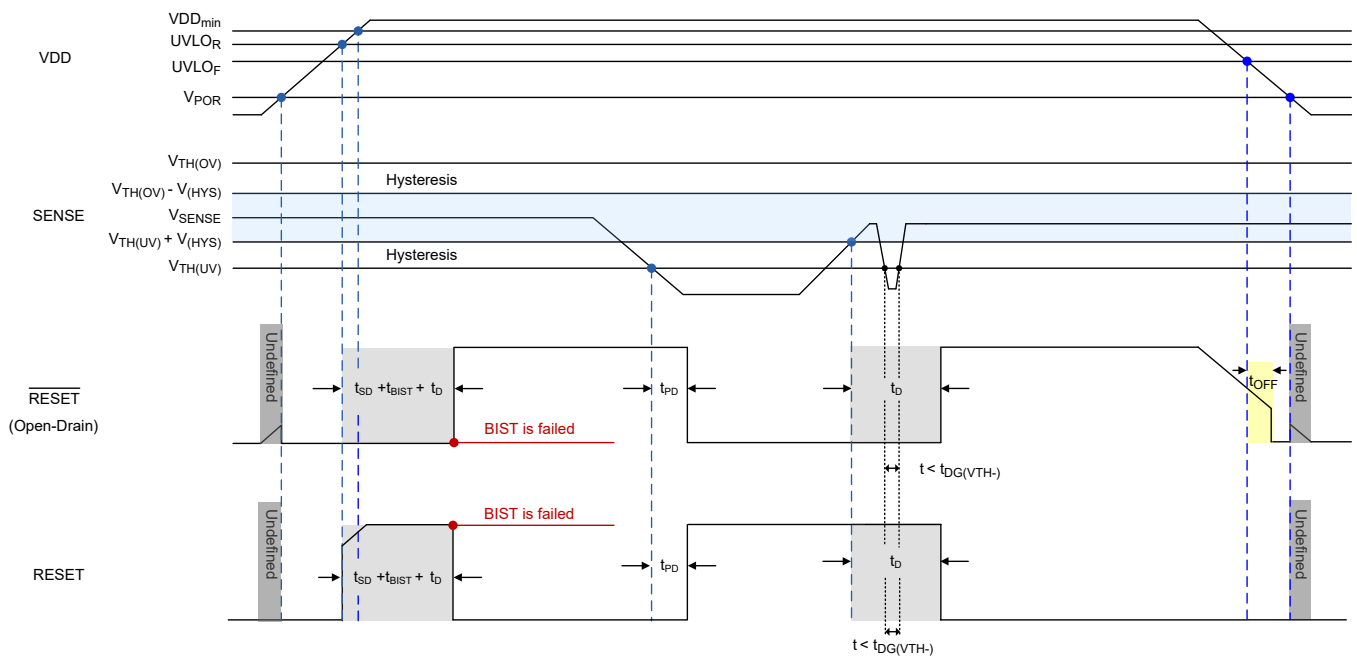 VDDmin
UVLOR
VDD
UVLOF
VPOR
VTH(OV)
Hysteresis
VTH(OV) - V(HYS)
SENSE
VSENSE
VTH(UV) + V(HYS)
Hysteresis
VTH(UV)
Undefined
Undefined
RESET
(Open-Drain)
tSD +tBIST + tD
tPD
tD
tOFF
BIST is failed
t < tDG(VTH-)
Undefined
BIST is failed
Undefined
RESET
tSD +tBIST + tD
tPD
tD
t < tDG(VTH-)